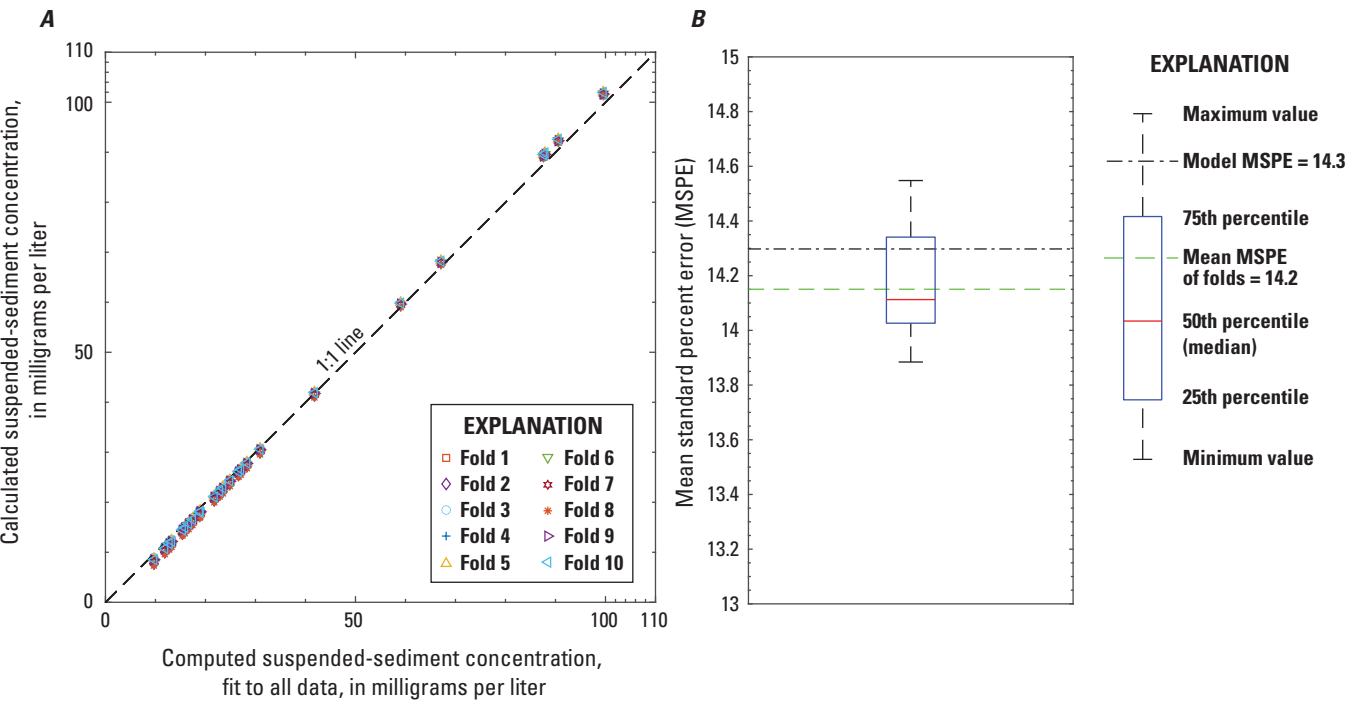 A
110
100
50
0
0
50
100
110
Calculated suspended-sediment concentration,
in milligrams per liter
1:1 line
EXPLANATION
Fold 1
Fold 6
Fold 2
Fold 7
Fold 3
Fold 8
Fold 4
Fold 9
Fold 5
Fold 10
Computed suspended-sediment concentration,
fit to all data, in milligrams per liter
B
15
14.8
14.6
14.4
14.2
14
13.8
13.6
13.4
13.2
13
Mean standard percent error (MSPE)
EXPLANATION
Maximum value
Model MSPE = 14.3
75th percentile
Mean MSPE
of folds = 14.2
50th percentile
(median)
25th percentile
Minimum value